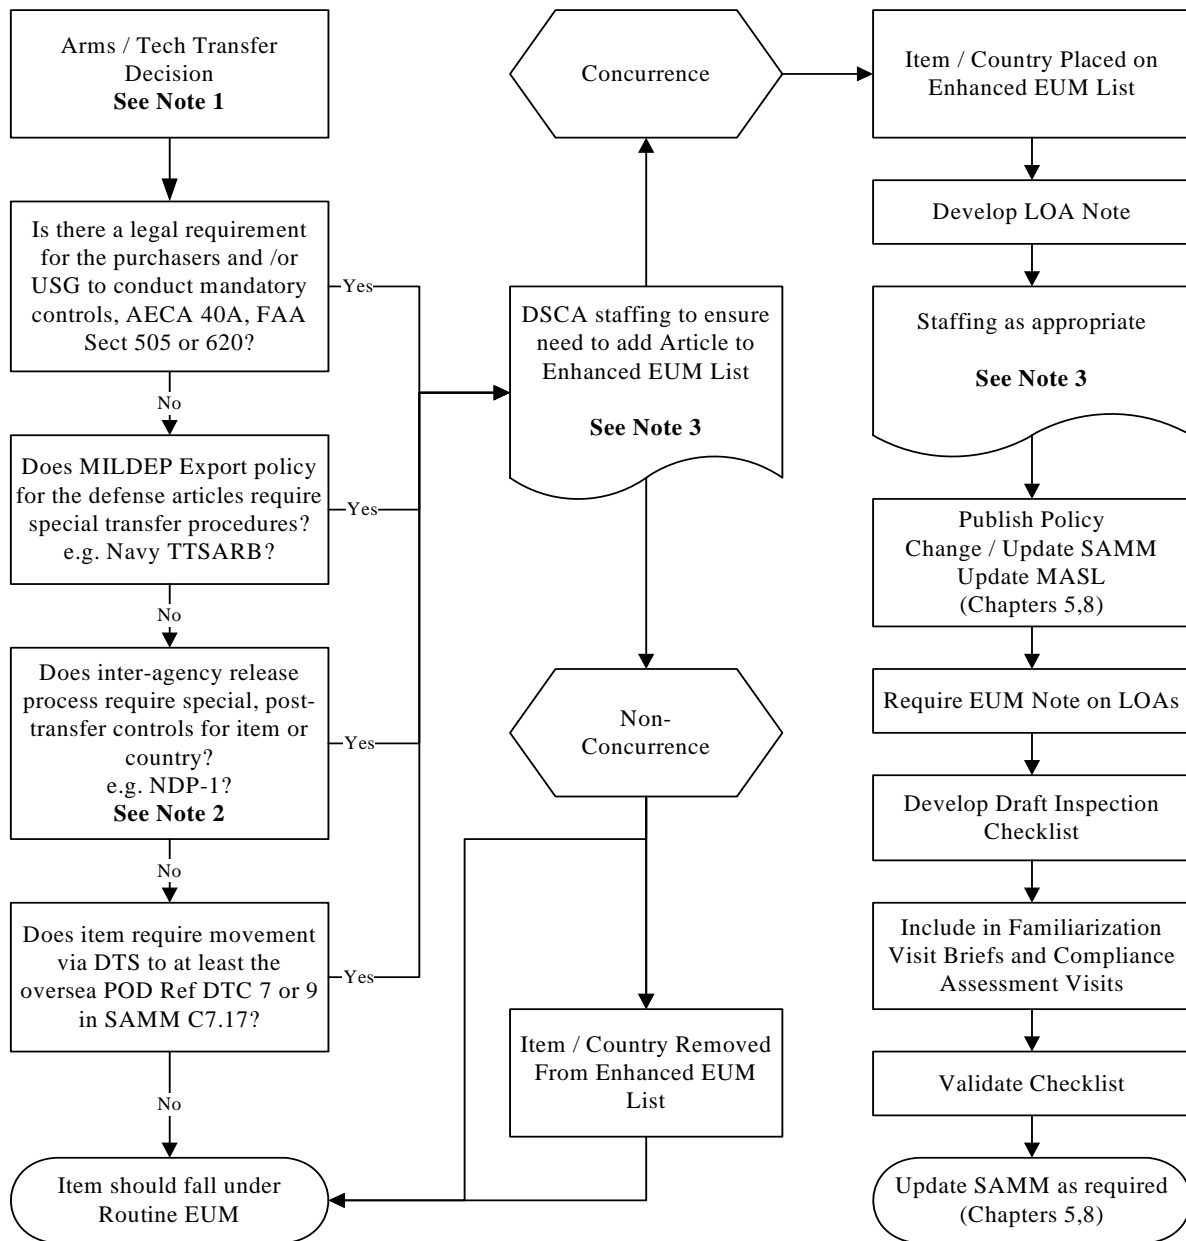 Arms / Tech Transfer
Decision
See Note 1
Is there a legal requirement
for the purchasers and /or
USG to conduct mandatory
controls, AECA 40A, FAA
Sect 505 or 620?
Yes
No
Does MILDEP Export policy
for the defense articles require
special transfer procedures?
e.g. Navy TTSARB?
Yes
No
Does inter-agency release
process require special, post-
transfer controls for item or
country?
e.g. NDP-1?
See Note 2
Yes
No
Does item require movement
via DTS to at least the
oversea POD Ref DTC 7 or 9
in SAMM C7.17?
Yes
No
Item should fall under
Routine EUM
Concurrence
DSCA staffing to ensure
need to add Article to
Enhanced EUM List
See Note 3
Non-
Concurrence
Item / Country Removed
From Enhanced EUM
List
Item / Country Placed on
Enhanced EUM List
Develop LOA Note
Staffing as appropriate
See Note 3
Publish Policy
Change / Update SAMM
Update MASL
(Chapters 5,8)
Require EUM Note on LOAs
Develop Draft Inspection
Checklist
Include in Familiarization
Visit Briefs and Compliance
Assessment Visits
Validate Checklist
Update SAMM as required
(Chapters 5,8)